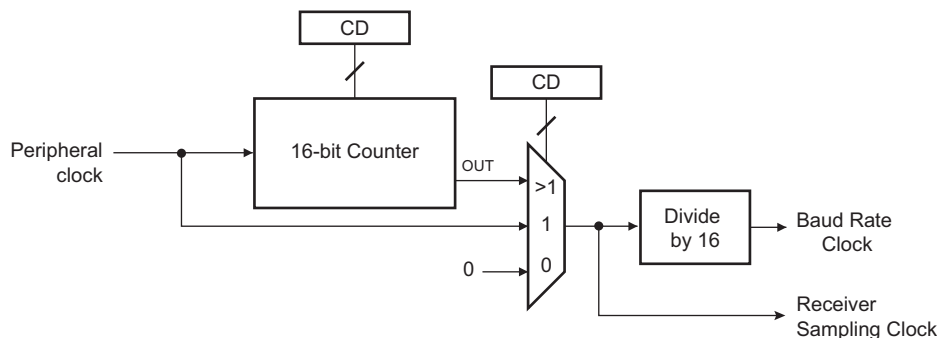 CD
CD
Peripheral
clock
16-bit Counter
OUT
>1
1
0
0
Divide
by 16
Baud Rate
Clock
Receiver
Sampling Clock